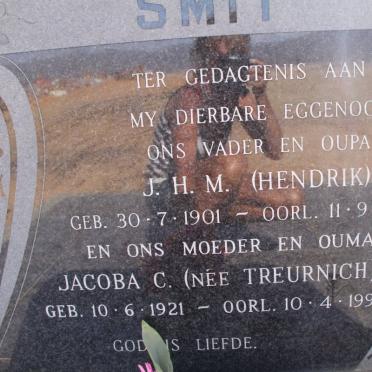 SMIT
TER GEDAGTENIS AAN
MY DIERBARE EGGENOO
ONS VADER EN OUPA
J. H. M. (HENDRIK)
GEB. 30·7·1901 – OORL. 11·9
EN ONS MOEDER EN OUMA
JACOBA C. (NÉE TREURNICH
GEB. 10·6·1921 – OORL. 10·4·199
GOD IS LIEFDE.